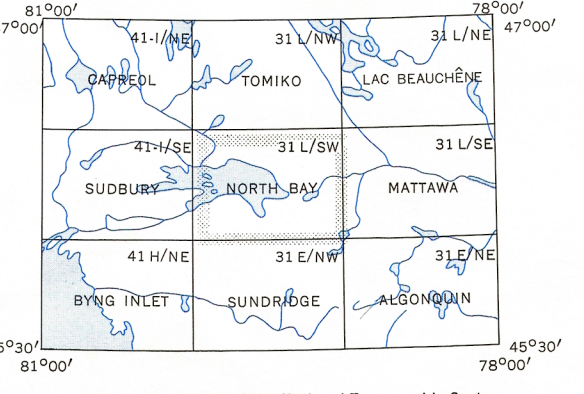 81°00′ 78°00′
7°00′ 47°00′
41-I/NE 31 L/NW 31 L/NE
CAPREOL TOMIKO LAC BEAUCHÊNE
41-I/SE 31 L/SW 31 L/SE
SUDBURY NORTH BAY MATTAWA
41 H/NE 31 E/NW 31 E/NE
BYNG INLET SUNDRIDGE ALGONQUIN
5°30′ 45°30′
81°00′ 78°00′